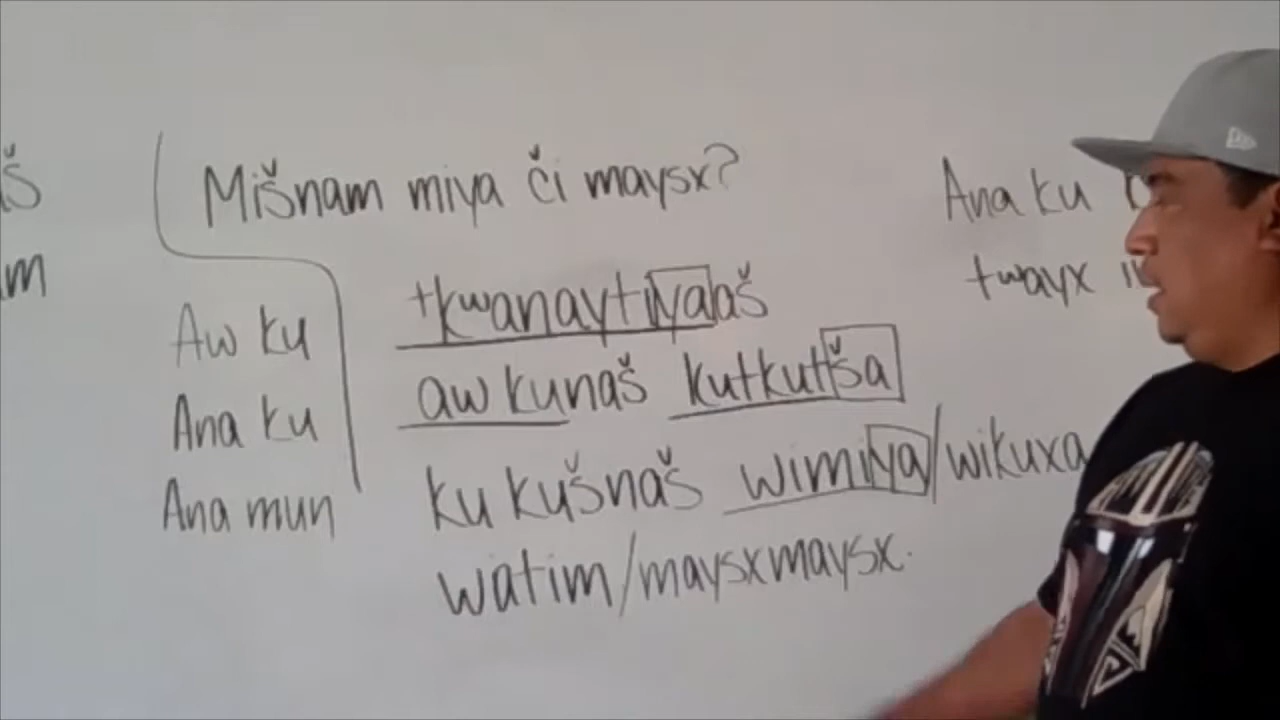 š
m
Mišnam miya či maysx?
Aw ku
Ana ku
Ana mun
tkwanaytiyaaš
aw kunaš kutkutša
ku kušnaš wimiya/wikuxa
watim/maysxmaysx.
Ana ku
twayx